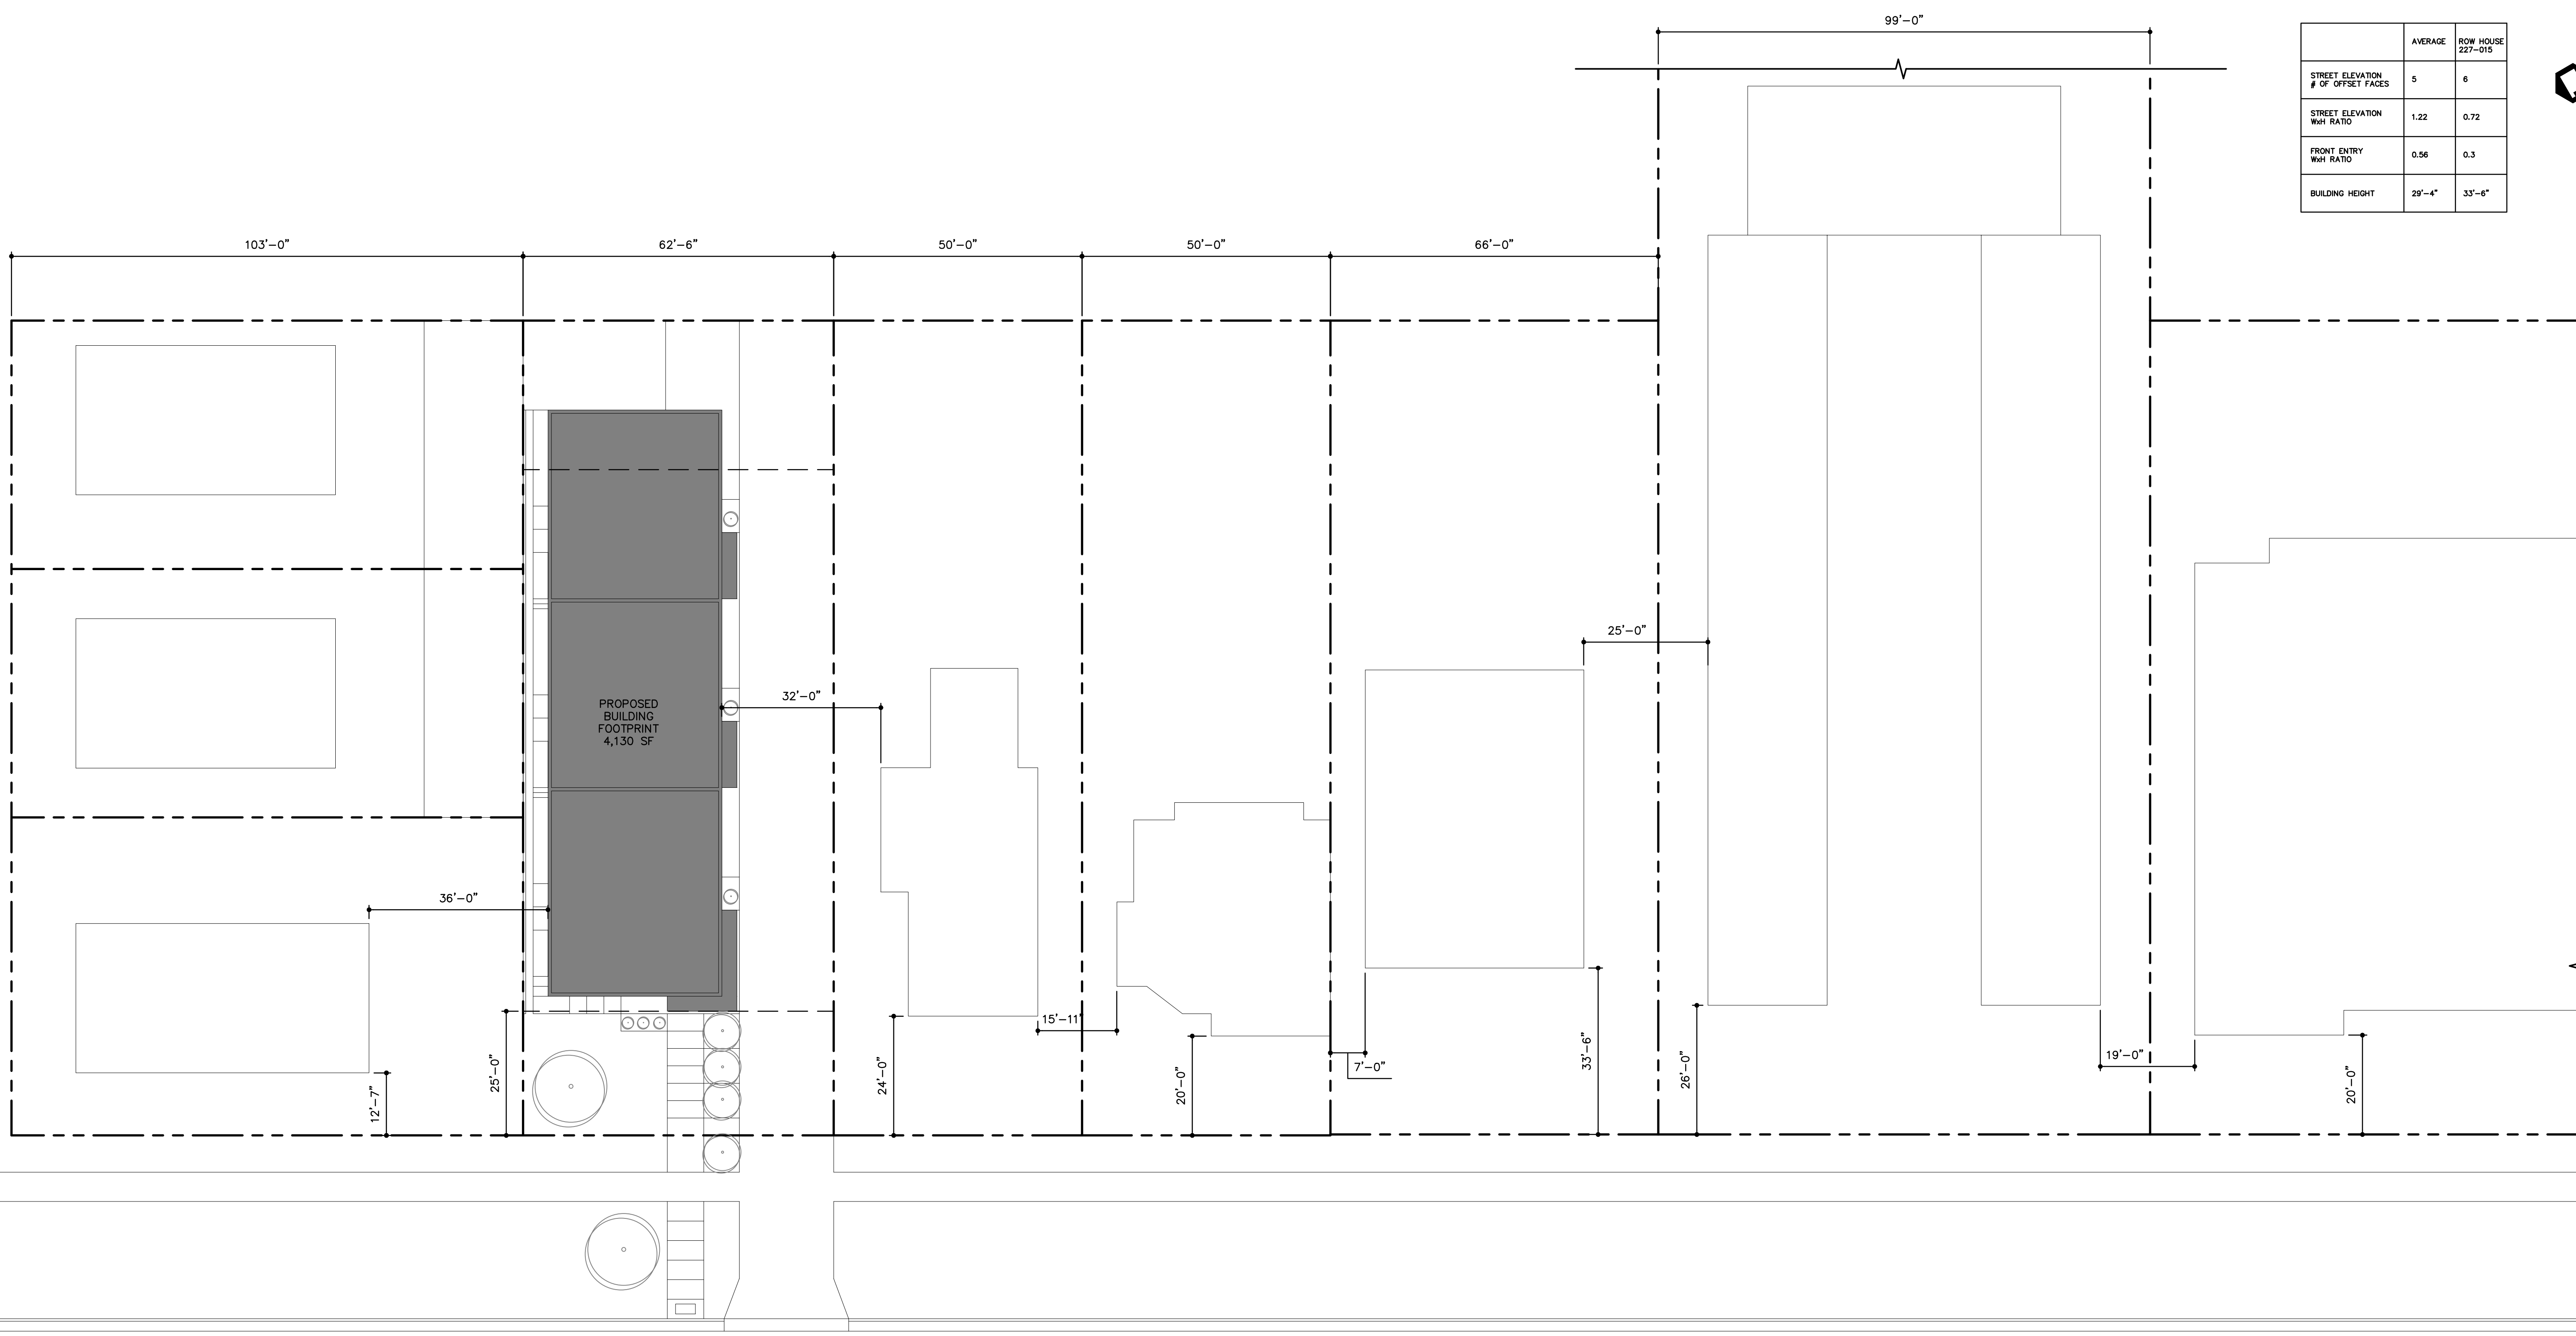 99'-0"
AVERAGE
ROW HOUSE
227-015
STREET ELEVATION
# OF OFFSET FACES
5
6
STREET ELEVATION
WxH RATIO
1.22
0.72
FRONT ENTRY
WxH RATIO
0.56
0.3
BUILDING HEIGHT
29'-4"
33'-6"
103'-0"
62'-6"
50'-0"
50'-0"
66'-0"
25'-0"
32'-0"
PROPOSED
BUILDING
FOOTPRINT
4,130 SF
36'-0"
15'-11"
7'-0"
19'-0"
12'-7"
25'-0"
24'-0"
20'-0"
33'-6"
26'-0"
20'-0"